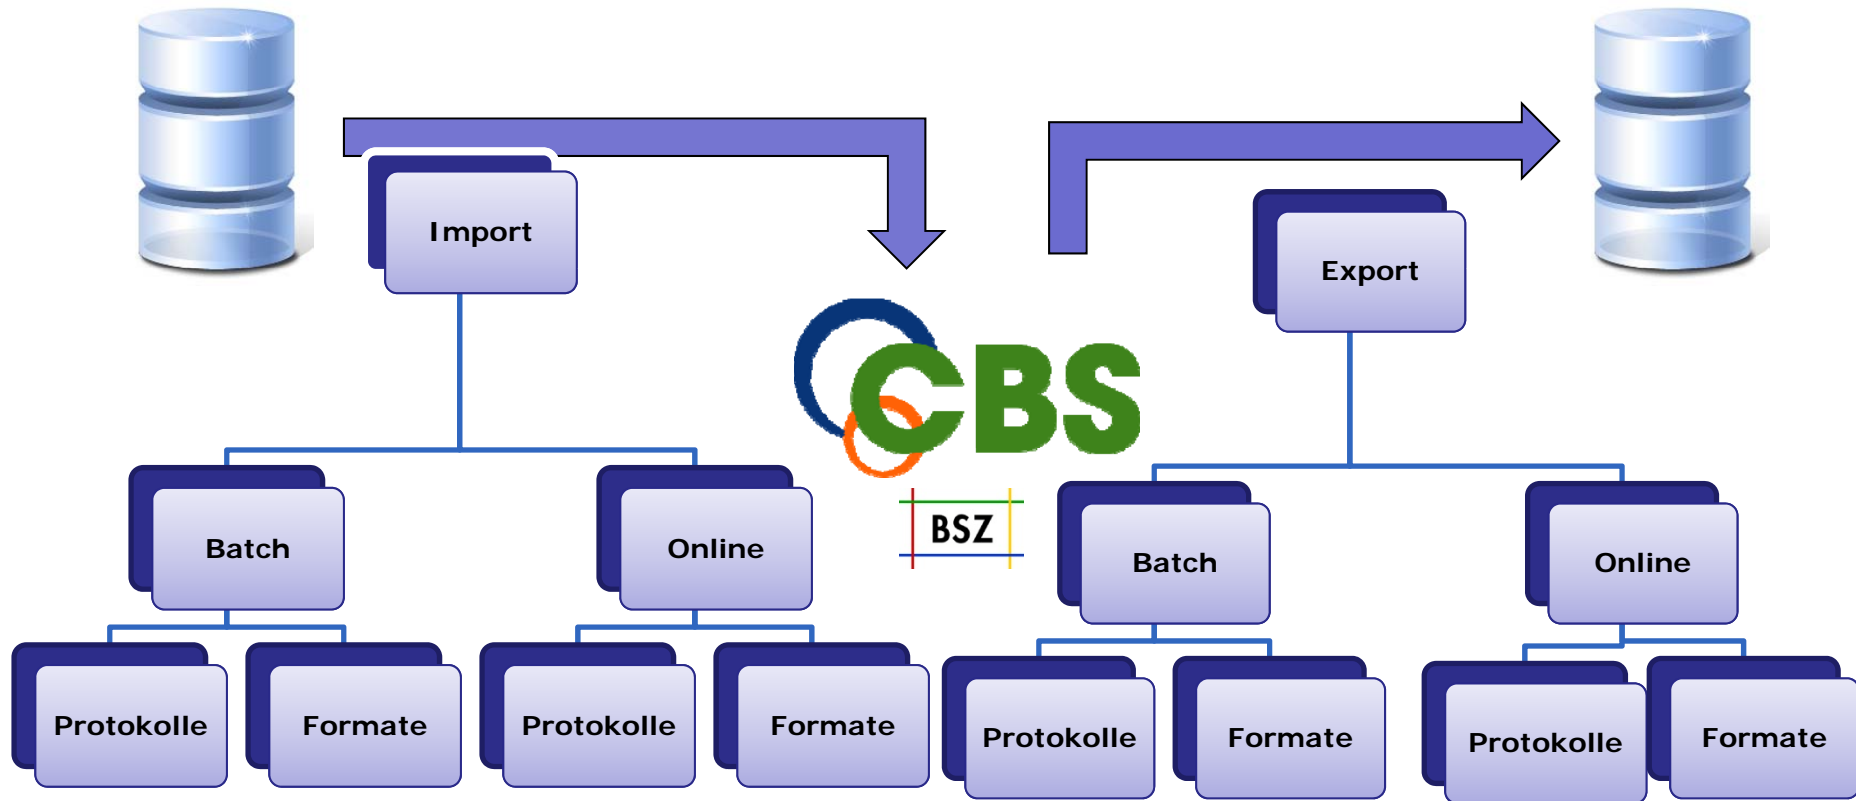 Import
Export
CBS
BSZ
Batch
Online
Batch
Online
Protokolle
Formate
Protokolle
Formate
Protokolle
Formate
Protokolle
Formate